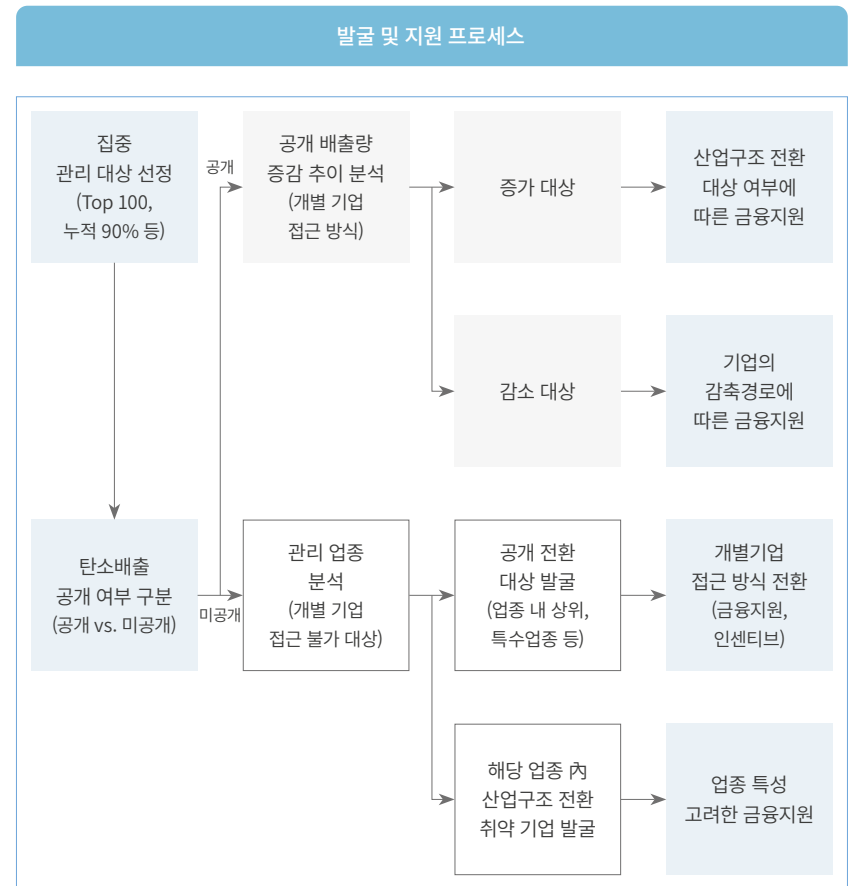 발굴 및 지원 프로세스
집중
관리 대상 선정
(Top 100,
누적 90% 등)
공개
공개 배출량
증감 추이 분석
(개별 기업
접근 방식)
증가 대상
산업구조 전환
대상 여부에
따른 금융지원
감소 대상
기업의
감축경로에
따른 금융지원
탄소배출
공개 여부 구분
(공개 vs. 미공개)
미공개
관리 업종
분석
(개별 기업
접근 불가 대상)
공개 전환
대상 발굴
(업종 내 상위,
특수업종 등)
개별기업
접근 방식 전환
(금융지원,
인센티브)
해당 업종 內
산업구조 전환
취약 기업 발굴
업종 특성
고려한 금융지원